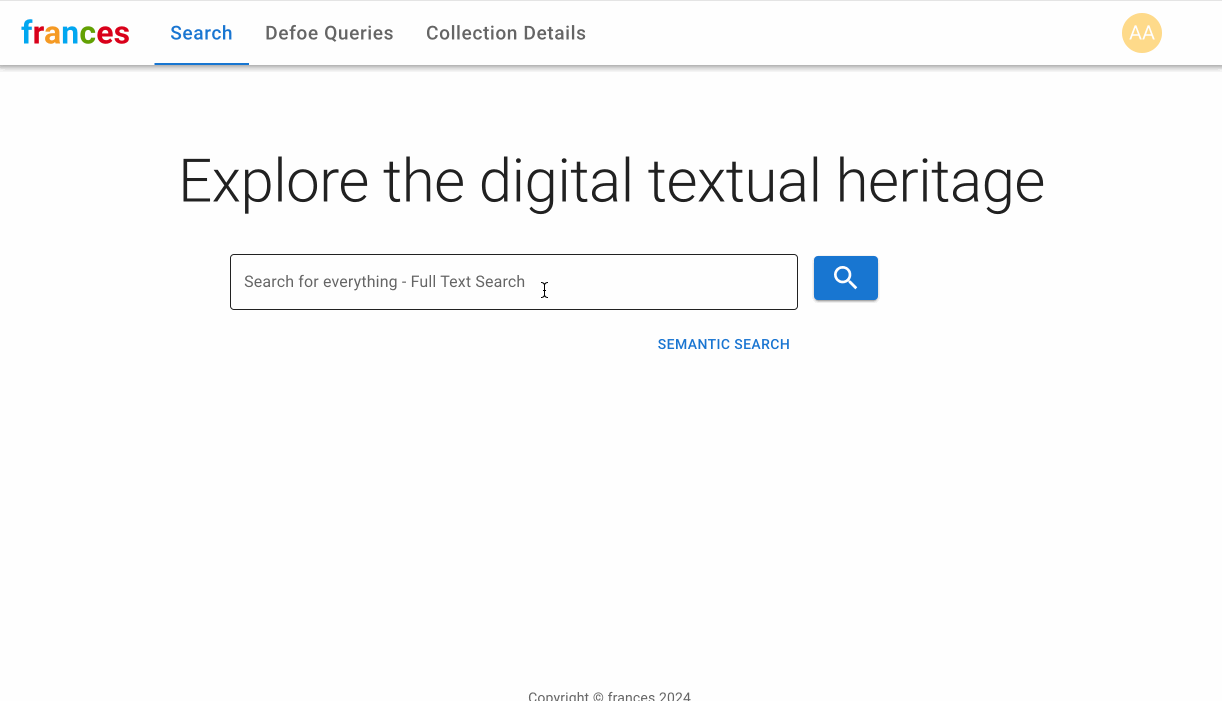 frances Search Defoe Queries Collection Details AA
Explore the digital textual heritage
Search for everything - Full Text Search
SEMANTIC SEARCH
Copyright © frances 2024